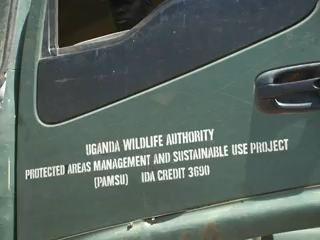 UGANDA WILDLIFE AUTHORITY
PROTECTED AREAS MANAGEMENT AND SUSTAINABLE USE PROJECT
(PAMSU) IDA CREDIT 3690